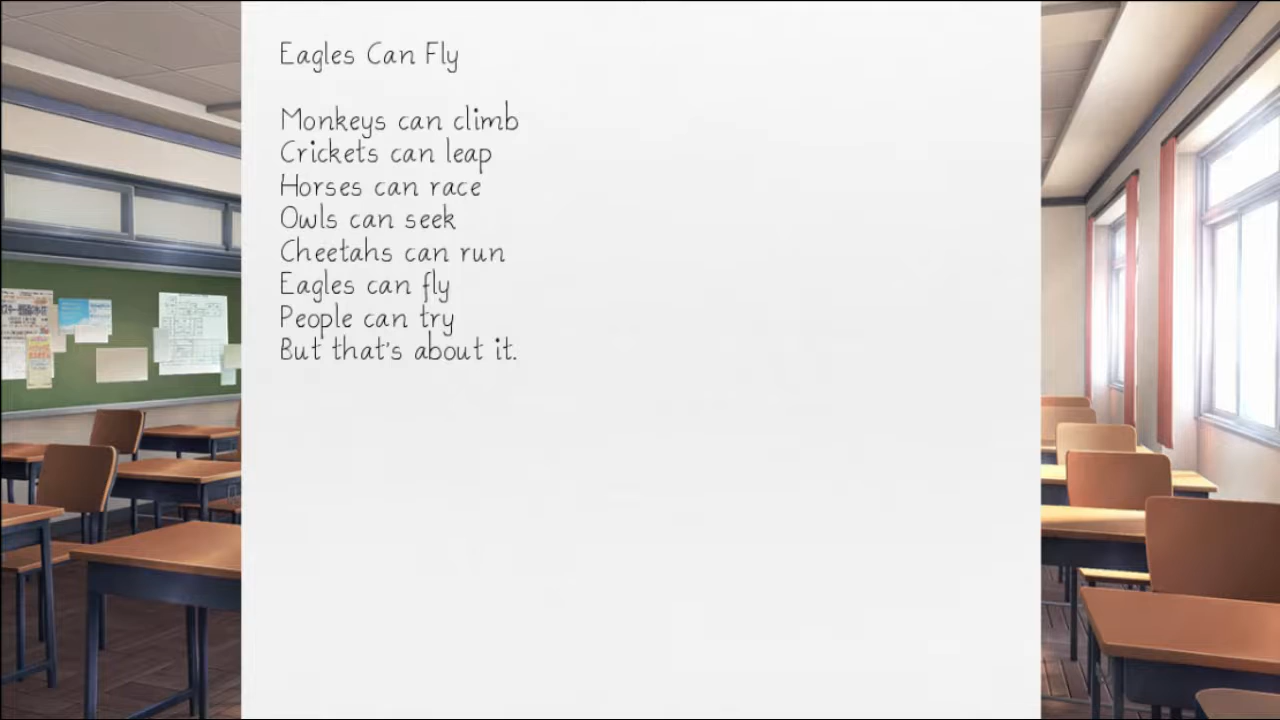 Eagles Can Fly
Monkeys can climb
Crickets can leap
Horses can race
Owls can seek
Cheetahs can run
Eagles can fly
People can try
But that's about it.